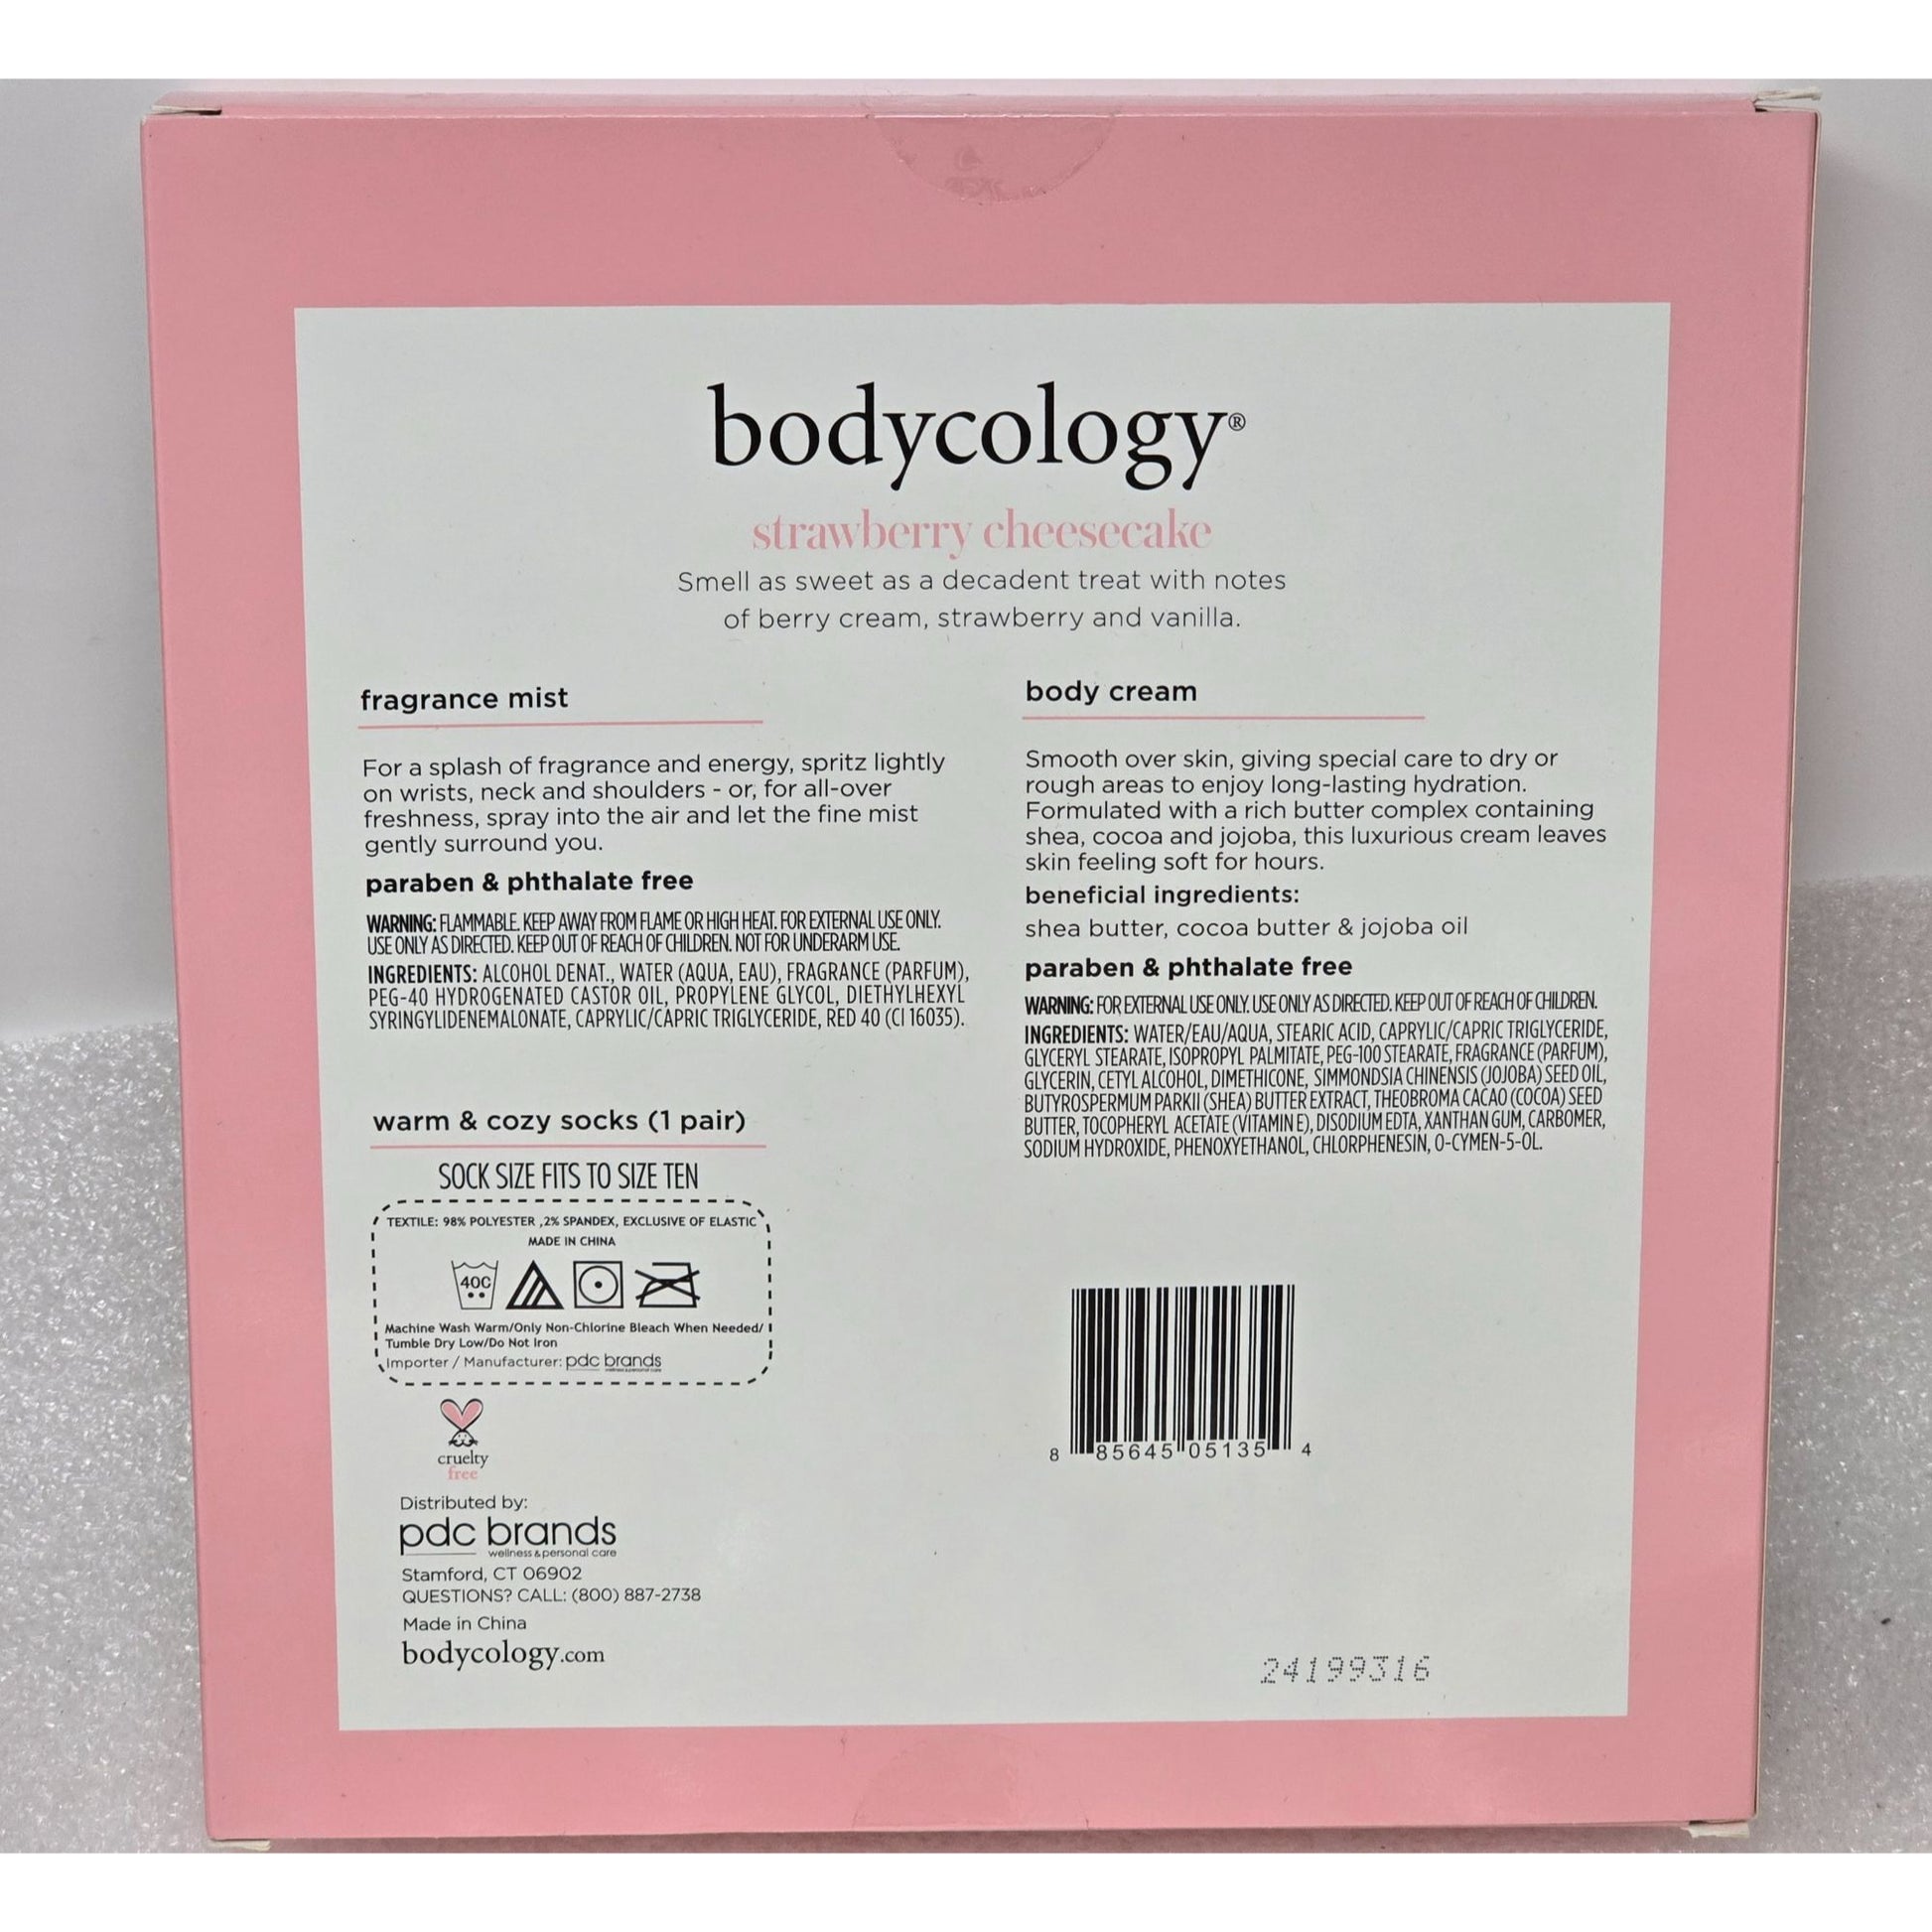 bodycology®
strawberry cheesecake
Smell as sweet as a decadent treat with notes
of berry cream, strawberry and vanilla.
fragrance mist
For a splash of fragrance and energy, spritz lightly
on wrists, neck and shoulders - or, for all-over
freshness, spray into the air and let the fine mist
gently surround you.
paraben & phthalate free
WARNING: FLAMMABLE. KEEP AWAY FROM FLAME OR HIGH HEAT. FOR EXTERNAL USE ONLY.
USE ONLY AS DIRECTED. KEEP OUT OF REACH OF CHILDREN. NOT FOR UNDERARM USE.
INGREDIENTS: ALCOHOL DENAT., WATER (AQUA, EAU), FRAGRANCE (PARFUM),
PEG-40 HYDROGENATED CASTOR OIL, PROPYLENE GLYCOL, DIETHYLHEXYL
SYRINGYLIDENEMALONATE, CAPRYLIC/CAPRIC TRIGLYCERIDE, RED 40 (CI 16035).
warm & cozy socks (1 pair)
SOCK SIZE FITS TO SIZE TEN
TEXTILE: 98% POLYESTER ,2% SPANDEX, EXCLUSIVE OF ELASTIC
MADE IN CHINA
40C
Machine Wash Warm/Only Non-Chlorine Bleach When Needed/
Tumble Dry Low/Do Not Iron
Importer / Manufacturer: pdc brands
cruelty
free
Distributed by:
pdc brands
wellness & personal care
Stamford, CT 06902
QUESTIONS? CALL: (800) 887-2738
Made in China
bodycology.com
body cream
Smooth over skin, giving special care to dry or
rough areas to enjoy long-lasting hydration.
Formulated with a rich butter complex containing
shea, cocoa and jojoba, this luxurious cream leaves
skin feeling soft for hours.
beneficial ingredients:
shea butter, cocoa butter & jojoba oil
paraben & phthalate free
WARNING: FOR EXTERNAL USE ONLY. USE ONLY AS DIRECTED. KEEP OUT OF REACH OF CHILDREN.
INGREDIENTS: WATER/EAU/AQUA, STEARIC ACID, CAPRYLIC/CAPRIC TRIGLYCERIDE,
GLYCERYL STEARATE, ISOPROPYL PALMITATE, PEG-100 STEARATE, FRAGRANCE (PARFUM),
GLYCERIN, CETYL ALCOHOL, DIMETHICONE, SIMMONDSIA CHINENSIS (JOJOBA) SEED OIL,
BUTYROSPERMUM PARKII (SHEA) BUTTER EXTRACT, THEOBROMA CACAO (COCOA) SEED
BUTTER, TOCOPHERYL ACETATE (VITAMIN E), DISODIUM EDTA, XANTHAN GUM, CARBOMER,
SODIUM HYDROXIDE, PHENOXYETHANOL, CHLORPHENESIN, O-CYMEN-5-OL.
8 85645 05135 4
24199316